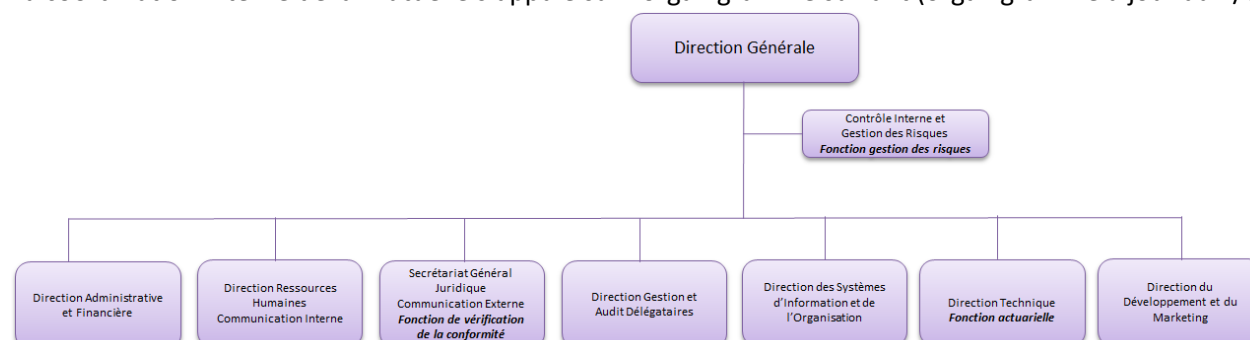 Direction Générale
Contrôle Interne et
Gestion des Risques
Fonction gestion des risques
Direction Administrative
et Financière
Direction Ressources
Humaines
Communication Interne
Secrétariat Général
Juridique
Communication Externe
Fonction de vérification
de la conformité
Direction Gestion et
Audit Délégataires
Direction des Systèmes
d'Information et de
l'Organisation
Direction Technique
Fonction actuarielle
Direction du
Développement et du
Marketing